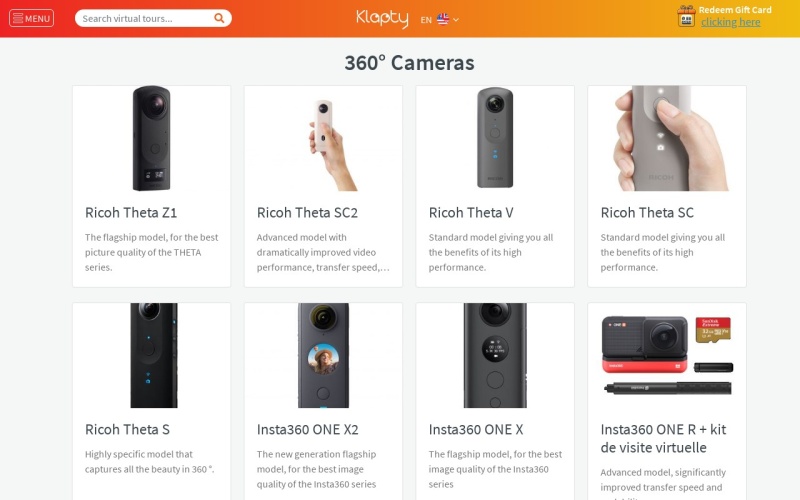 MENU
Search virtual tours...
Klapty
EN
Redeem Gift Card
clicking here
360° Cameras
Ricoh Theta Z1
The flagship model, for the best
picture quality of the THETA
series.
Ricoh Theta SC2
Advanced model with
dramatically improved video
performance, transfer speed,...
Ricoh Theta V
Standard model giving you all
the benefits of its high
performance.
RICOH
Ricoh Theta SC
Standard model giving you all
the benefits of its high
performance.
Ricoh Theta S
Highly specific model that
captures all the beauty in 360 °.
Insta360 ONE X2
The new generation flagship
model, for the best image
quality of the Insta360 series
Insta360 ONE X
The flagship model, for the best
image quality of the Insta360
series
ONE R
SanDisk
Extreme
Insta360 ONE R + kit
de visite virtuelle
Advanced model, significantly
improved transfer speed and